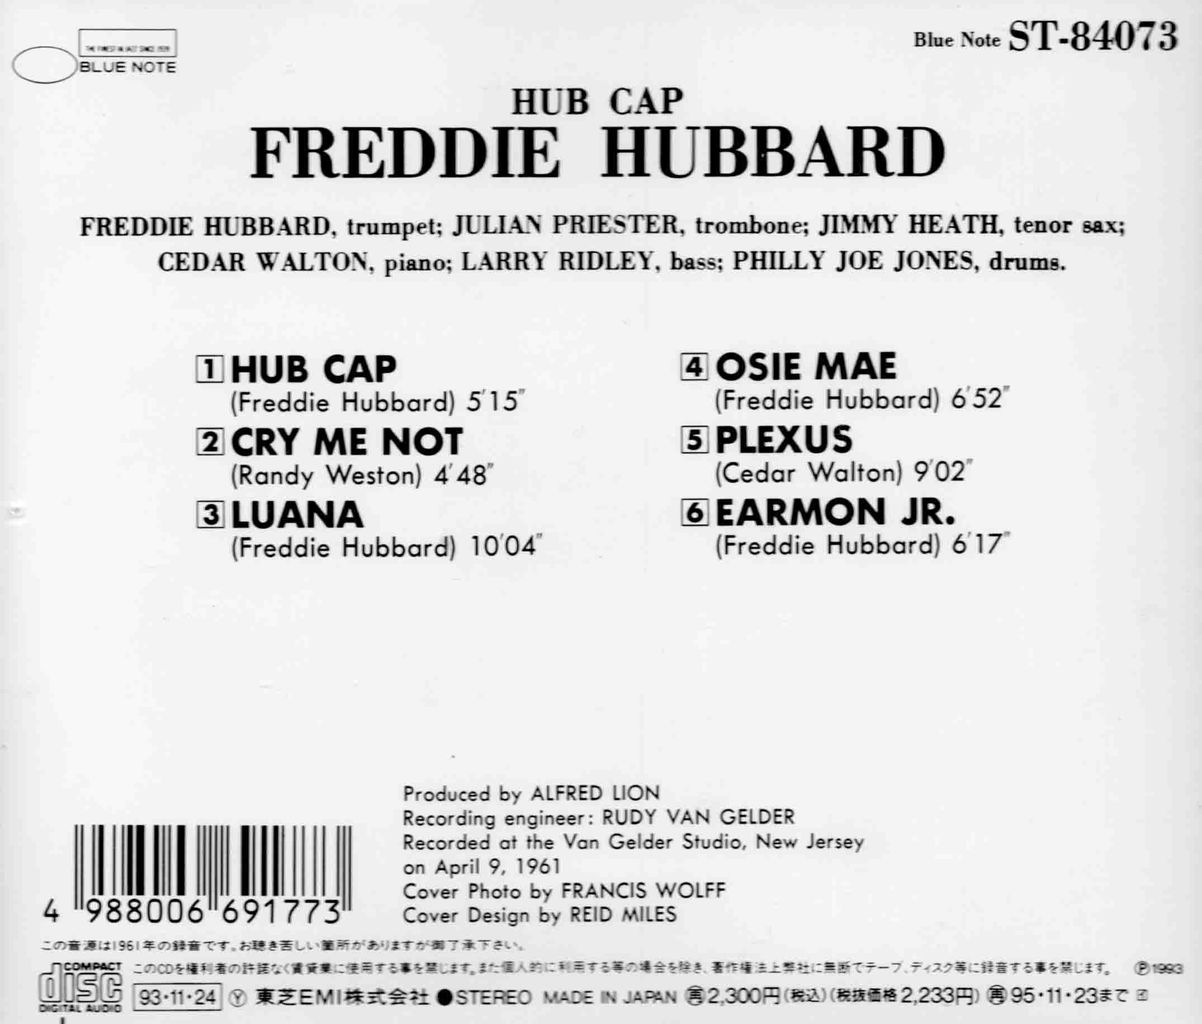 THE FINEST IN JAZZ SINCE 1939
BLUE NOTE
Blue Note ST-84073
HUB CAP
FREDDIE HUBBARD
FREDDIE HUBBARD, trumpet; JULIAN PRIESTER, trombone; JIMMY HEATH, tenor sax;
CEDAR WALTON, piano; LARRY RIDLEY, bass; PHILLY JOE JONES, drums.
1 HUB CAP
(Freddie Hubbard) 5'15"
2 CRY ME NOT
(Randy Weston) 4'48"
3 LUANA
(Freddie Hubbard) 10'04"
4 OSIE MAE
(Freddie Hubbard) 6'52"
5 PLEXUS
(Cedar Walton) 9'02"
6 EARMON JR.
(Freddie Hubbard) 6'17"
Produced by ALFRED LION
Recording engineer: RUDY VAN GELDER
Recorded at the Van Gelder Studio, New Jersey
on April 9, 1961
Cover Photo by FRANCIS WOLFF
Cover Design by REID MILES
4 988006 691773
この音源は1961年の録音です。お聴き苦しい箇所がありますが御了承下さい。
COMPACT disc DIGITAL AUDIO
このCDを権利者の許諾なく賃貸業に使用する事を禁じます。また個人的に利用する等の場合を除き、著作権法上弊社に無断でテープ、ディスク等に録音する事を禁じます。 Ⓟ1993
93・11・24 Ⓨ 東芝EMI株式会社 ●STEREO MADE IN JAPAN 再2,300円(税込)(税抜価格2,233円) 再95・11・23まで